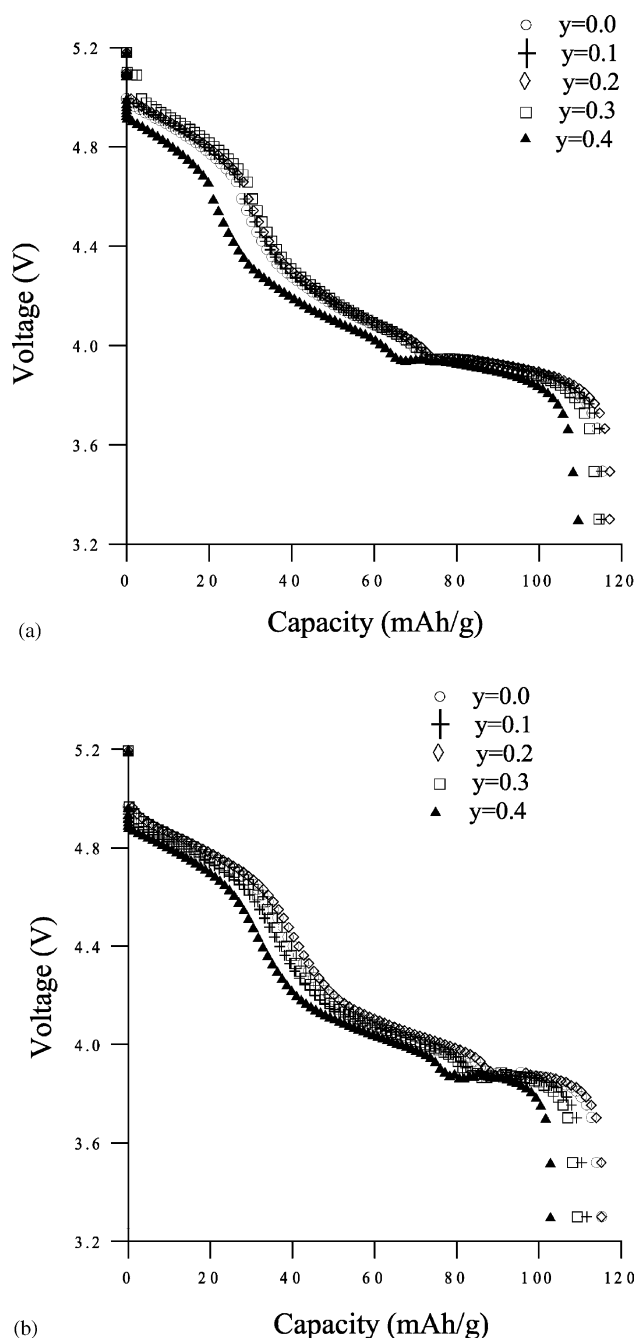 y=0.0
y=0.1
y=0.2
y=0.3
y=0.4
5.2
4.8
4.4
4.0
3.6
3.2
Voltage (V)
0 20 40 60 80 100 120
Capacity (mAh/g)
(a)
y=0.0
y=0.1
y=0.2
y=0.3
y=0.4
5.2
4.8
4.4
4.0
3.6
3.2
Voltage (V)
0 20 40 60 80 100 120
Capacity (mAh/g)
(b)